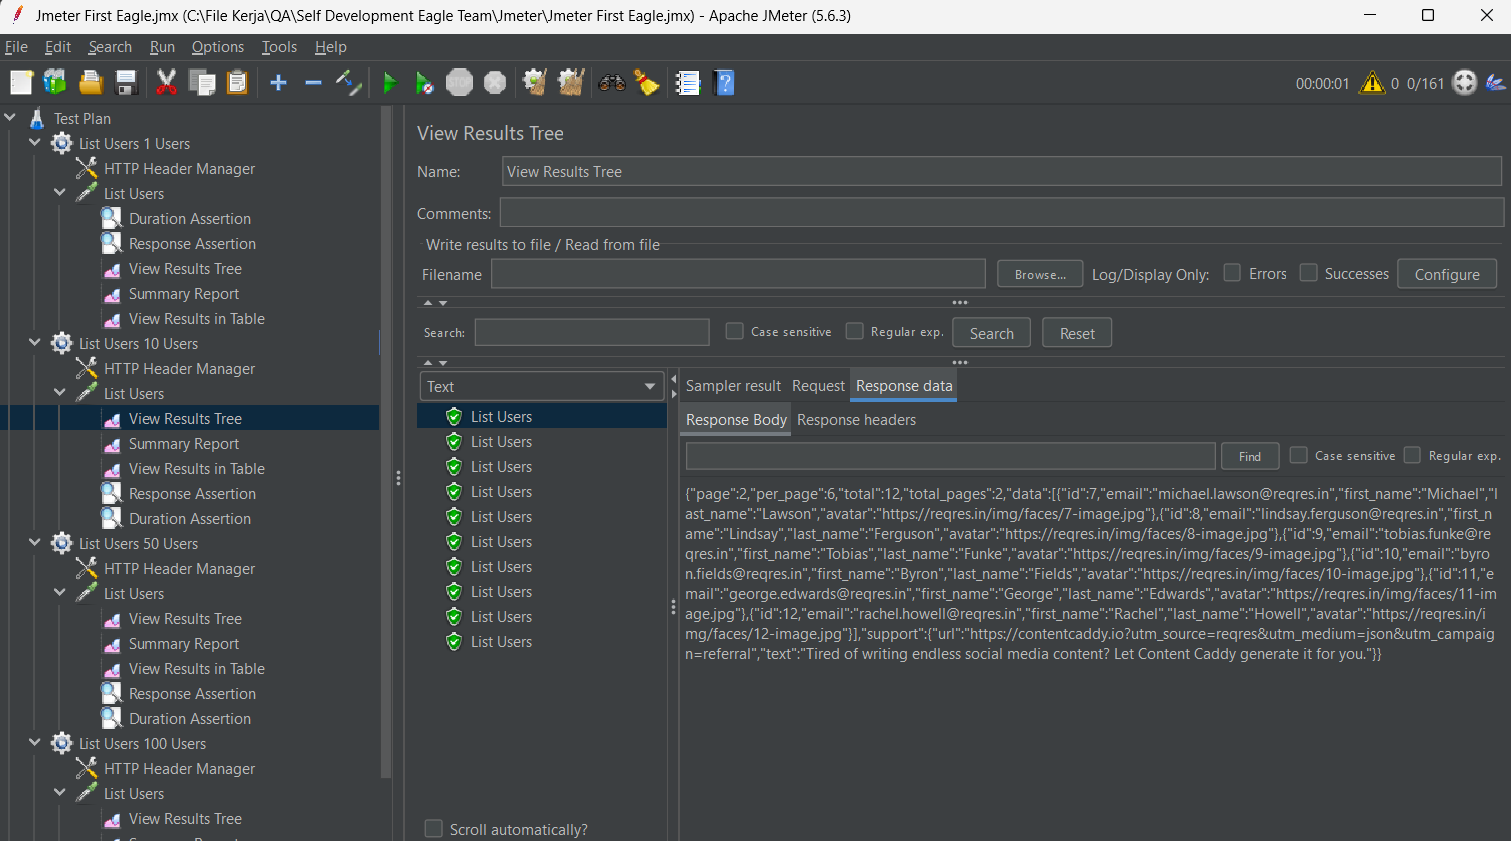 Jmeter First Eagle.jmx (C:\File Kerja\QA\Self Development Eagle Team\Jmeter\Jmeter First Eagle.jmx) - Apache JMeter (5.6.3)
File Edit Search Run Options Tools Help
STOP 00:00:01 0 0/161
Test Plan
List Users 1 Users
HTTP Header Manager
List Users
Duration Assertion
Response Assertion
View Results Tree
Summary Report
View Results in Table
List Users 10 Users
HTTP Header Manager
List Users
View Results Tree
Summary Report
View Results in Table
Response Assertion
Duration Assertion
List Users 50 Users
HTTP Header Manager
List Users
View Results Tree
Summary Report
View Results in Table
Response Assertion
Duration Assertion
List Users 100 Users
HTTP Header Manager
List Users
View Results Tree
View Results Tree
Name: View Results Tree
Comments:
Write results to file / Read from file
Filename Browse... Log/Display Only: Errors Successes Configure
Search: Case sensitive Regular exp. Search Reset
Text
List Users
List Users
List Users
List Users
List Users
List Users
List Users
List Users
List Users
List Users
Scroll automatically?
Sampler result Request Response data
Response Body Response headers
Find Case sensitive Regular exp.
{"page":2,"per_page":6,"total":12,"total_pages":2,"data":[{"id":7,"email":"michael.lawson@reqres.in","first_name":"Michael","l
ast_name":"Lawson","avatar":"https://reqres.in/img/faces/7-image.jpg"},{"id":8,"email":"lindsay.ferguson@reqres.in","first_n
ame":"Lindsay","last_name":"Ferguson","avatar":"https://reqres.in/img/faces/8-image.jpg"},{"id":9,"email":"tobias.funke@re
qres.in","first_name":"Tobias","last_name":"Funke","avatar":"https://reqres.in/img/faces/9-image.jpg"},{"id":10,"email":"byro
n.fields@reqres.in","first_name":"Byron","last_name":"Fields","avatar":"https://reqres.in/img/faces/10-image.jpg"},{"id":11,"e
mail":"george.edwards@reqres.in","first_name":"George","last_name":"Edwards","avatar":"https://reqres.in/img/faces/11-im
age.jpg"},{"id":12,"email":"rachel.howell@reqres.in","first_name":"Rachel","last_name":"Howell","avatar":"https://reqres.in/i
mg/faces/12-image.jpg"}],"support":{"url":"https://contentcaddy.io?utm_source=reqres&utm_medium=json&utm_campaig
n=referral","text":"Tired of writing endless social media content? Let Content Caddy generate it for you."}}